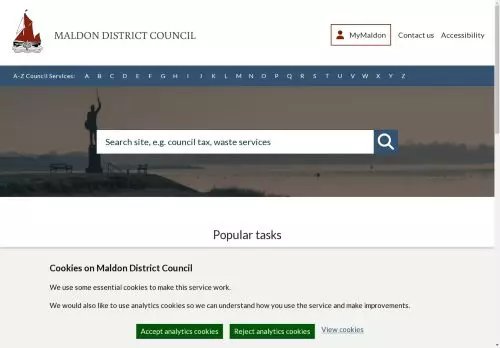 MALDON DISTRICT COUNCIL
MyMaldon
Contact us
Accessibility
A-Z Council Services: A B C D E F G H I J K L M N O P Q R S T U V W X Y Z
Search site, e.g. council tax, waste services
Popular tasks
Cookies on Maldon District Council
We use some essential cookies to make this service work.
We would also like to use analytics cookies so we can understand how you use the service and make improvements.
Accept analytics cookies
Reject analytics cookies
View cookies